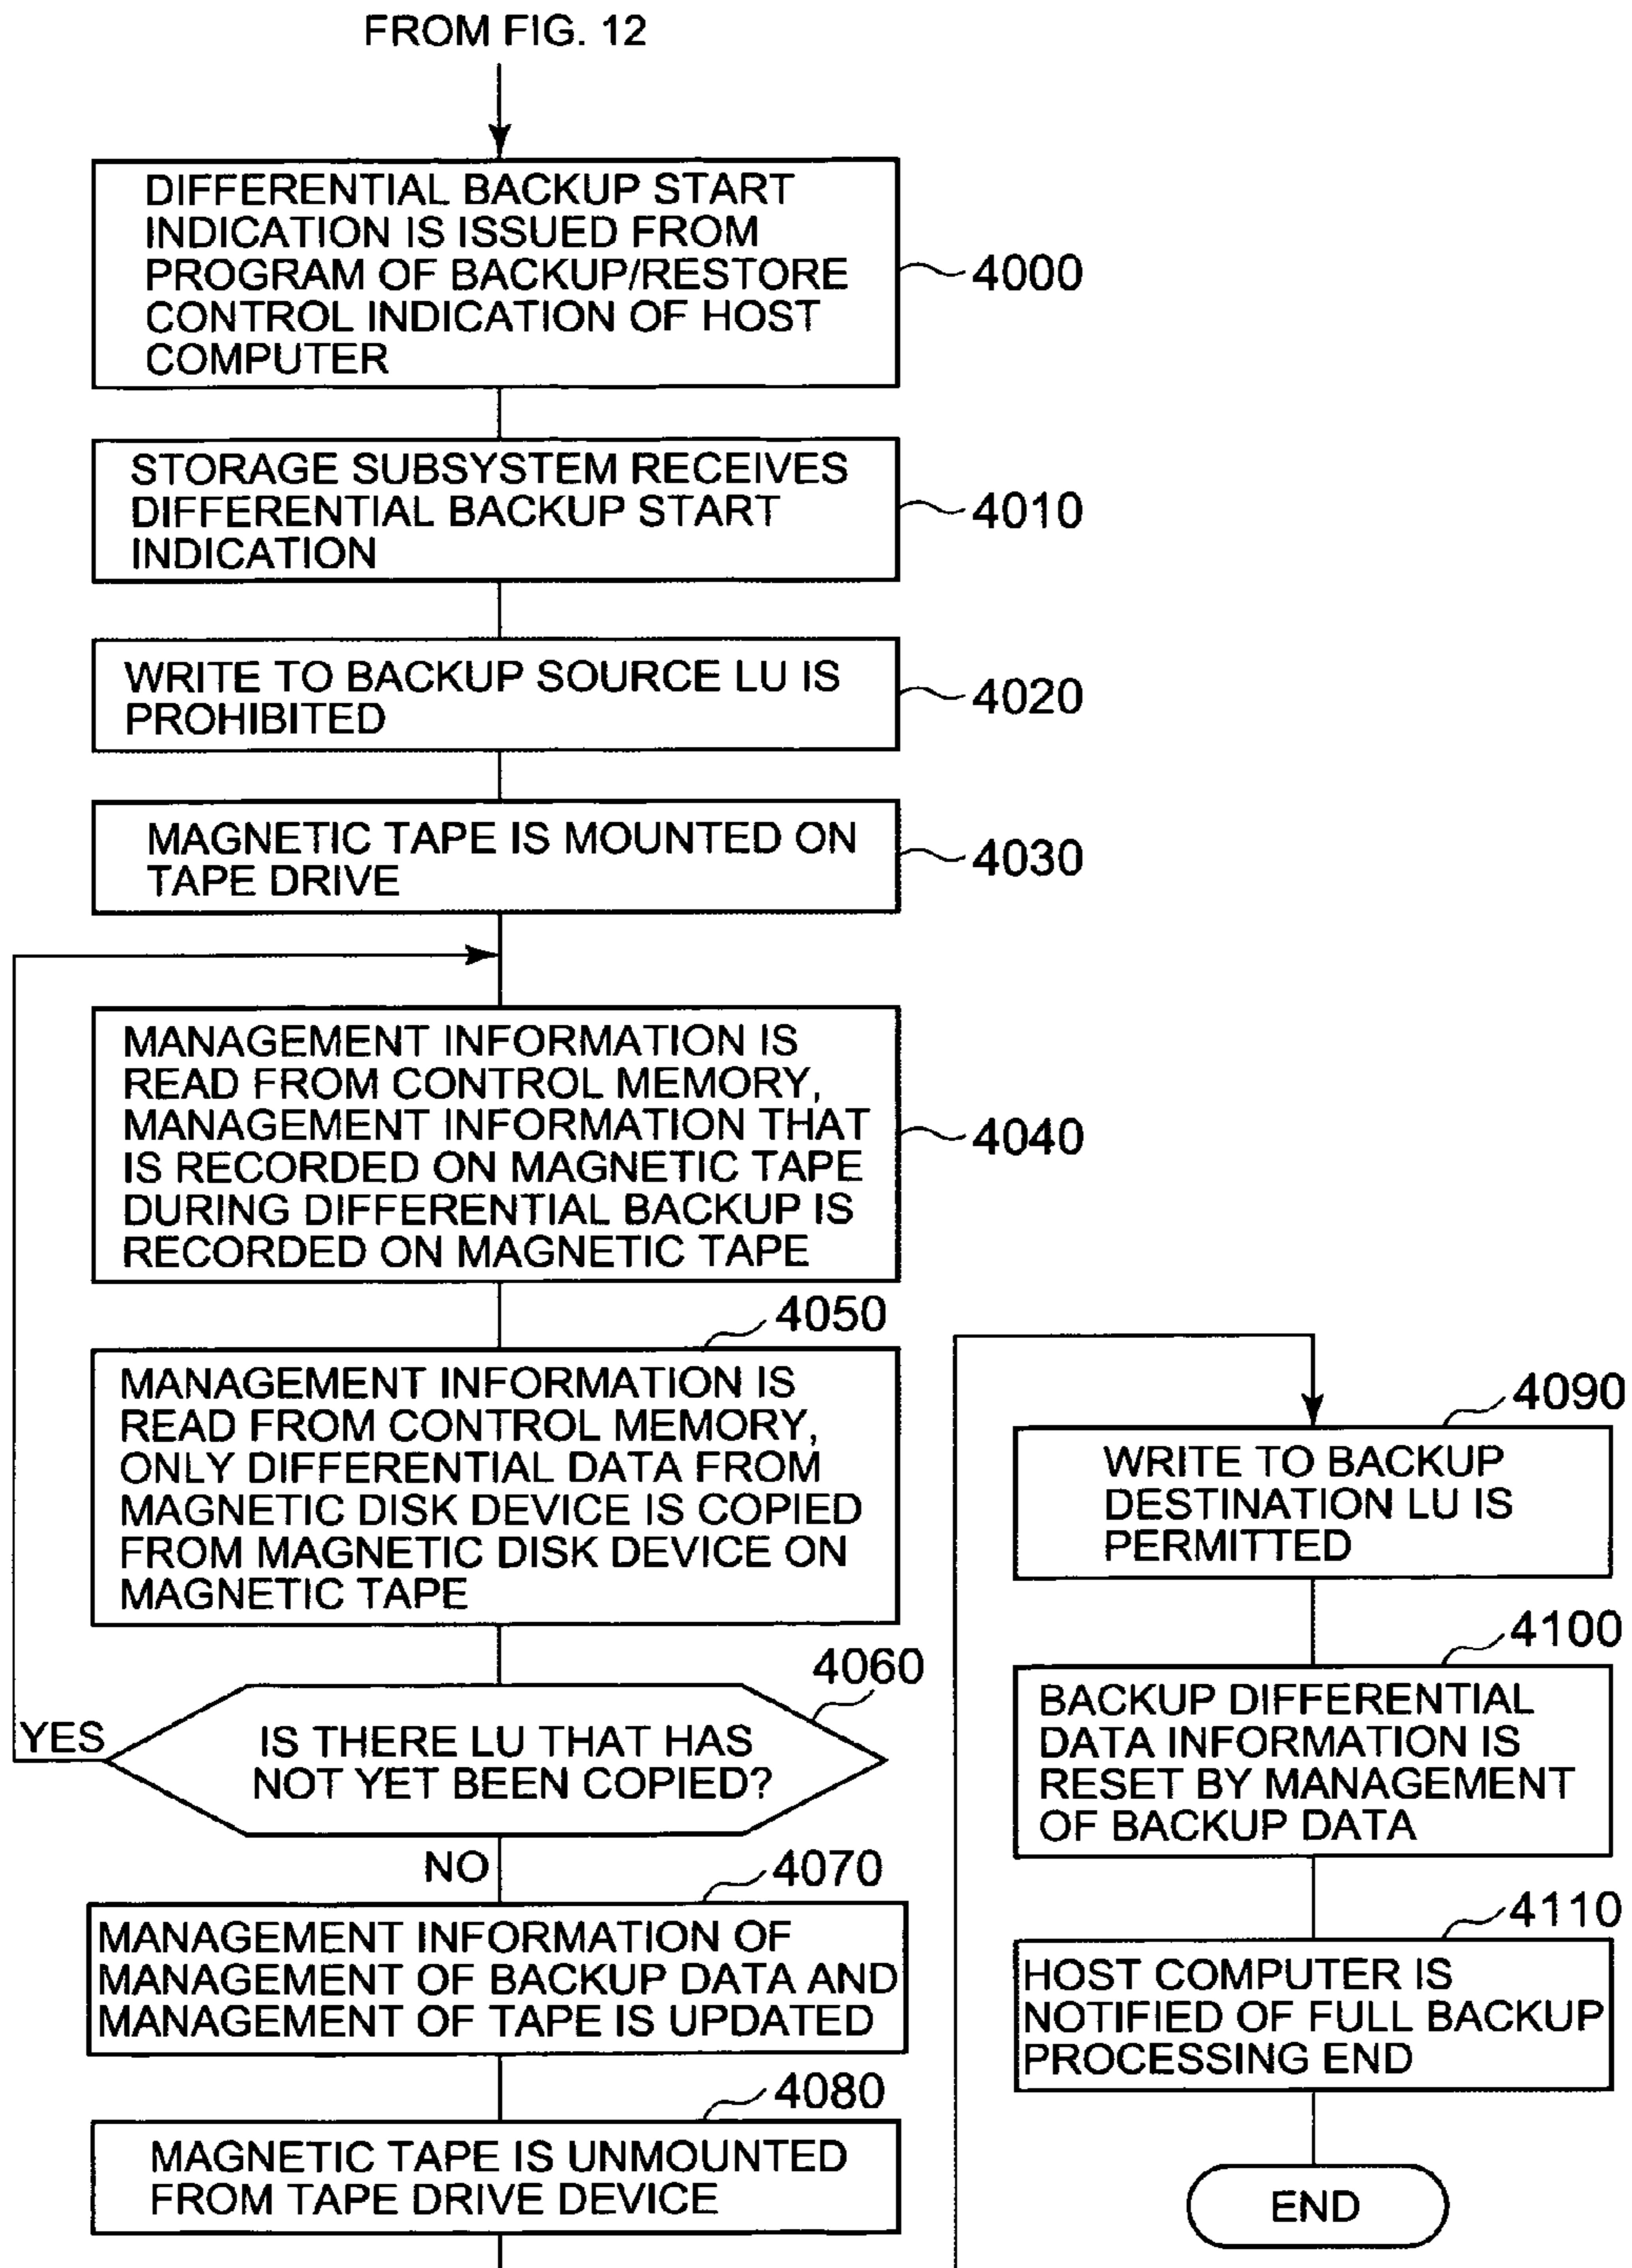 FROM FIG. 12
DIFFERENTIAL BACKUP START
INDICATION IS ISSUED FROM
PROGRAM OF BACKUP/RESTORE
CONTROL INDICATION OF HOST
COMPUTER
4000
STORAGE SUBSYSTEM RECEIVES
DIFFERENTIAL BACKUP START
INDICATION
4010
WRITE TO BACKUP SOURCE LU IS
PROHIBITED
4020
MAGNETIC TAPE IS MOUNTED ON
TAPE DRIVE
4030
MANAGEMENT INFORMATION IS
READ FROM CONTROL MEMORY,
MANAGEMENT INFORMATION THAT
IS RECORDED ON MAGNETIC TAPE
DURING DIFFERENTIAL BACKUP IS
RECORDED ON MAGNETIC TAPE
4040
4050
MANAGEMENT INFORMATION IS
READ FROM CONTROL MEMORY,
ONLY DIFFERENTIAL DATA FROM
MAGNETIC DISK DEVICE IS COPIED
FROM MAGNETIC DISK DEVICE ON
MAGNETIC TAPE
4060
YES
IS THERE LU THAT HAS
NOT YET BEEN COPIED?
NO
4070
MANAGEMENT INFORMATION OF
MANAGEMENT OF BACKUP DATA AND
MANAGEMENT OF TAPE IS UPDATED
4080
MAGNETIC TAPE IS UNMOUNTED
FROM TAPE DRIVE DEVICE
4090
WRITE TO BACKUP
DESTINATION LU IS
PERMITTED
4100
BACKUP DIFFERENTIAL
DATA INFORMATION IS
RESET BY MANAGEMENT
OF BACKUP DATA
4110
HOST COMPUTER IS
NOTIFIED OF FULL BACKUP
PROCESSING END
END